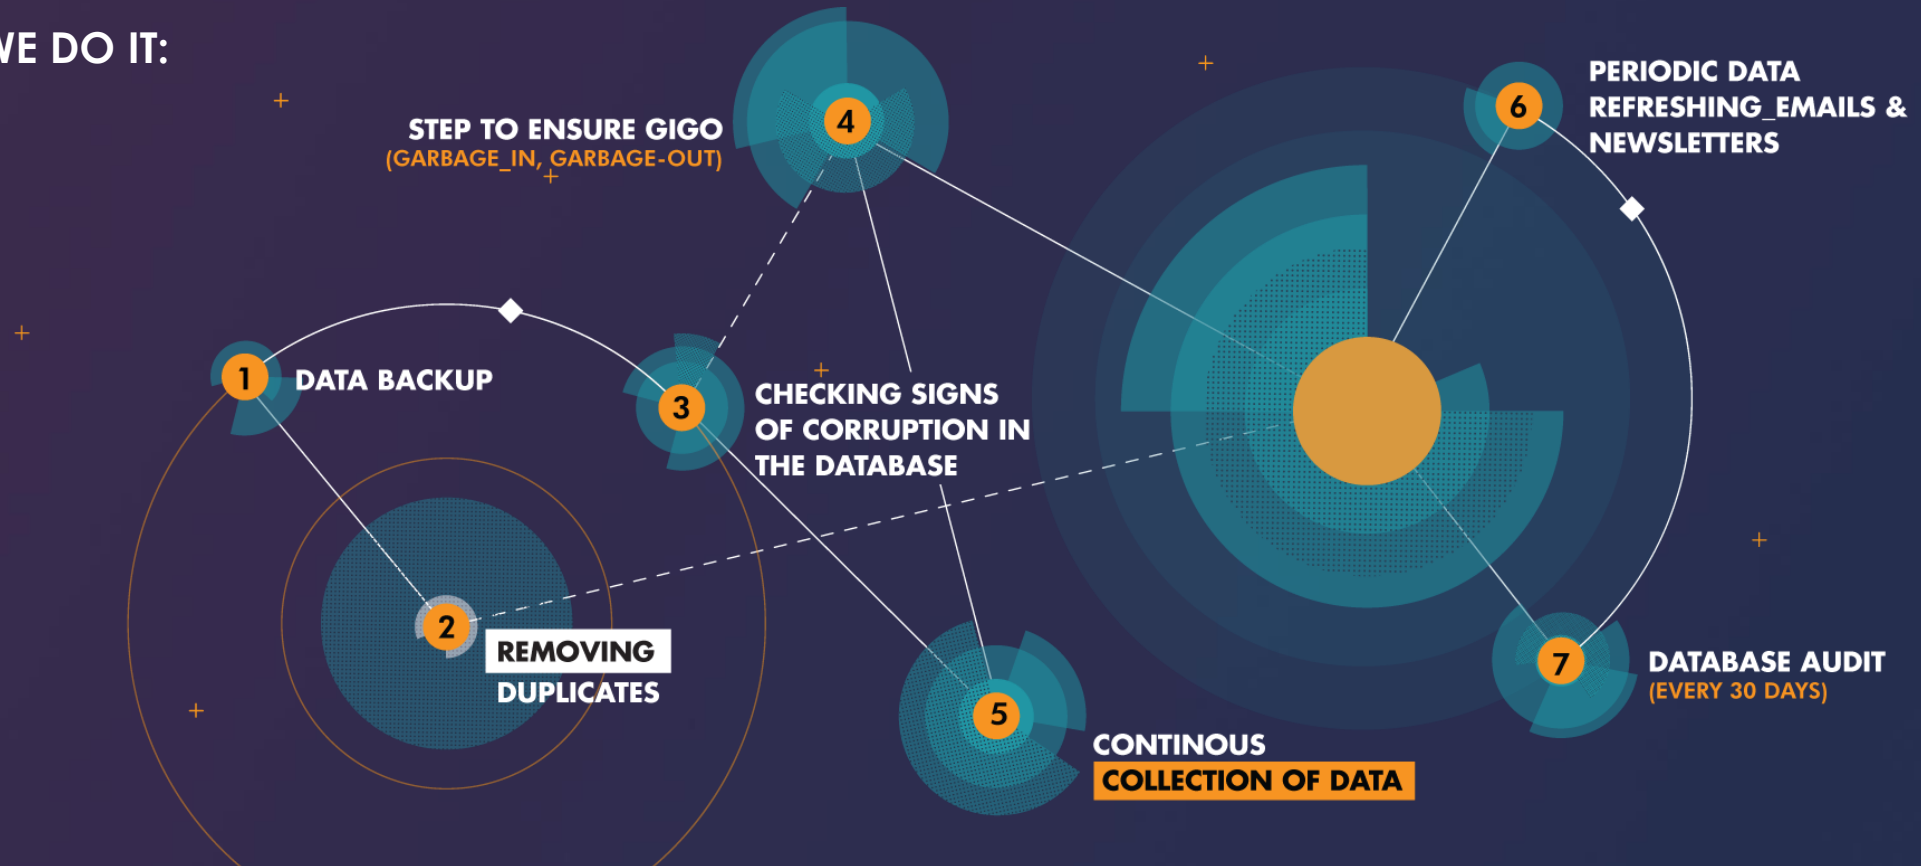 WE DO IT:
1
DATA BACKUP
2
REMOVING
DUPLICATES
3
CHECKING SIGNS
OF CORRUPTION IN
THE DATABASE
4
STEP TO ENSURE GIGO
(GARBAGE_IN, GARBAGE-OUT)
5
CONTINOUS
COLLECTION OF DATA
6
PERIODIC DATA
REFRESHING_EMAILS &
NEWSLETTERS
7
DATABASE AUDIT
(EVERY 30 DAYS)